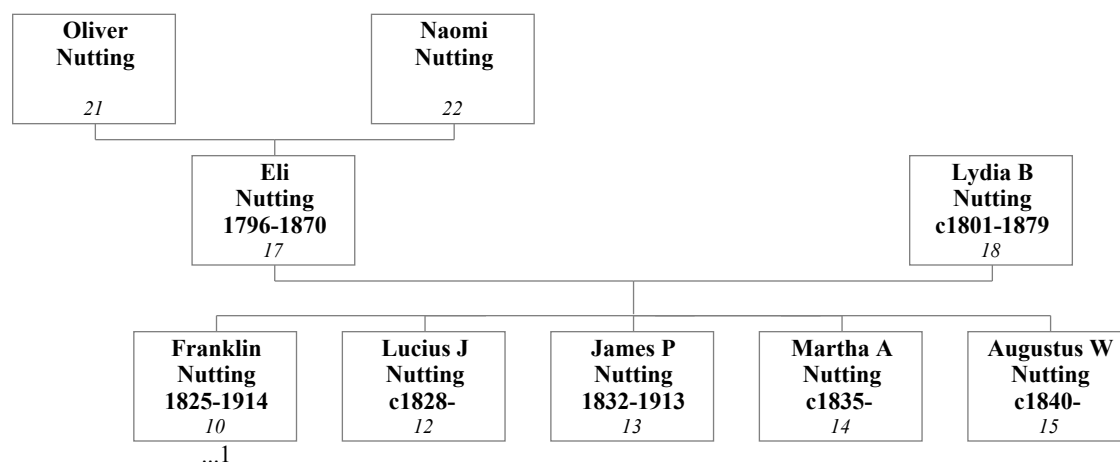 Oliver
Nutting
21
Naomi
Nutting
22
Eli
Nutting
1796-1870
17
Lydia B
Nutting
c1801-1879
18
Franklin
Nutting
1825-1914
10
...1
Lucius J
Nutting
c1828-
12
James P
Nutting
1832-1913
13
Martha A
Nutting
c1835-
14
Augustus W
Nutting
c1840-
15